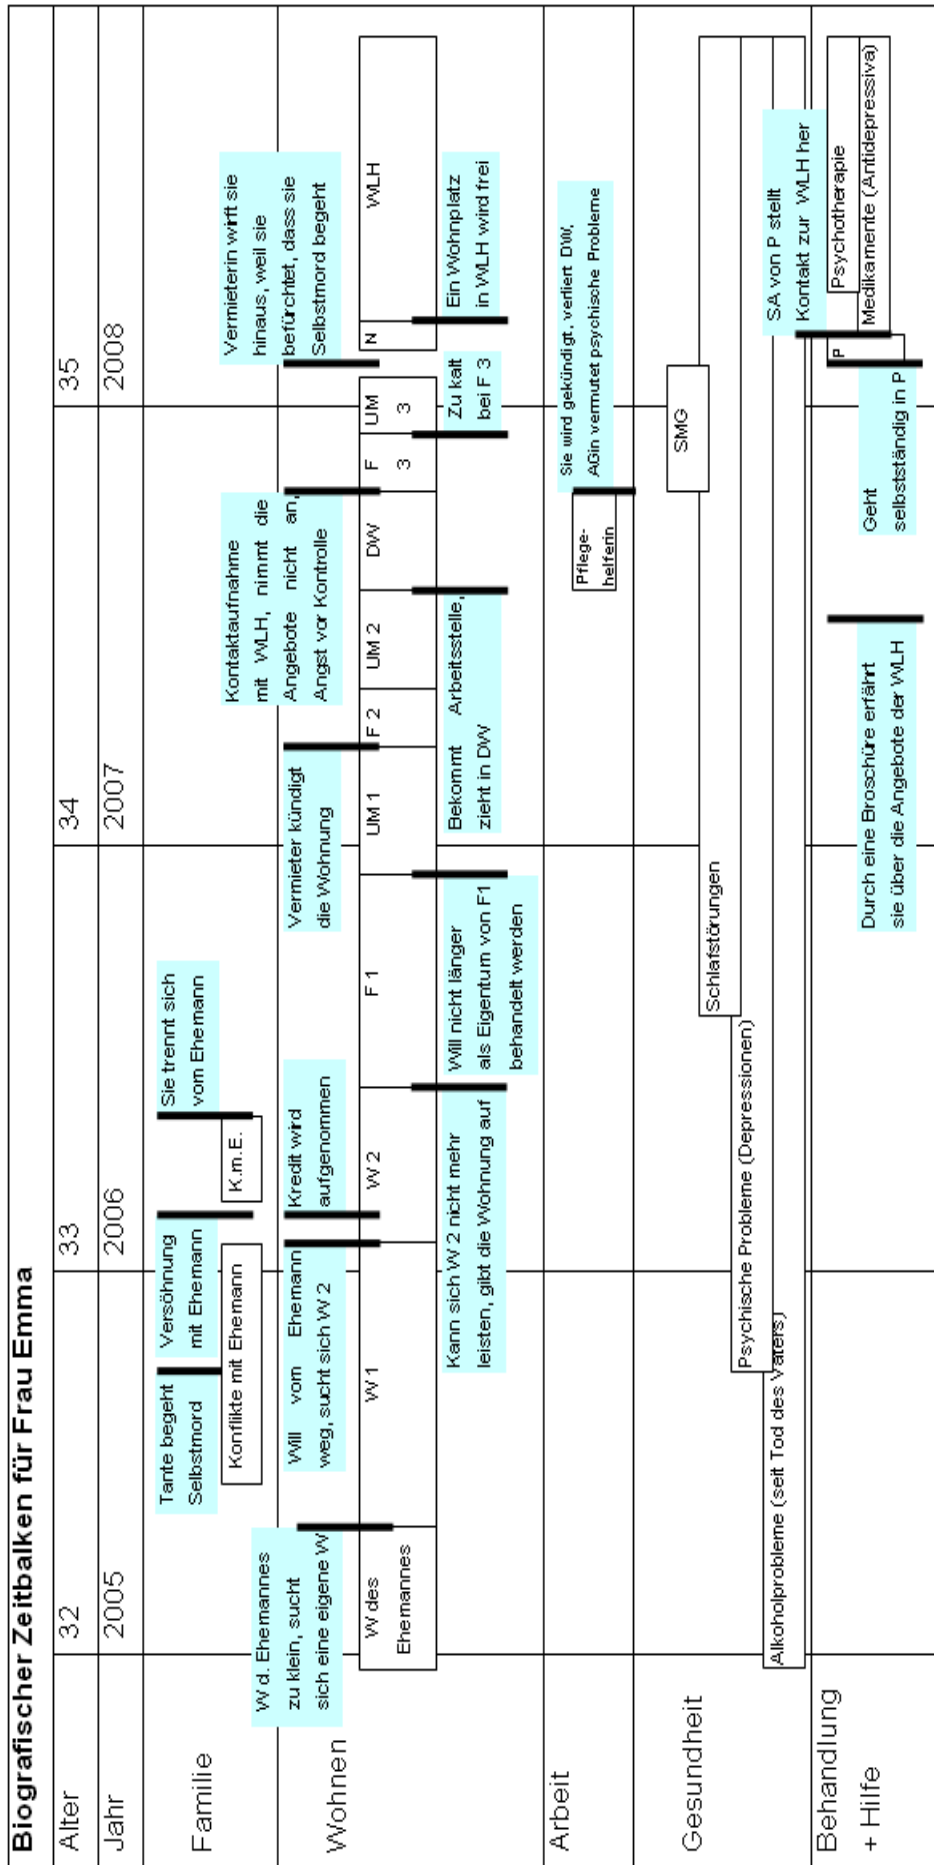 Biografischer Zeitbalken für Frau Emma
Alter
32
33
34
35
Jahr
2005
2006
2007
2008
Familie
Tante begeht
Selbstmord
Versöhnung
mit Ehemann
Sie trennt sich
vom Ehemann
Konflikte mit Ehemann
K.m.E.
Wohnen
W d. Ehemannes
zu klein, sucht
sich eine eigene W
Will vom Ehemann
weg, sucht sich W 2
Kredit wird
aufgenommen
Vermieter kündigt
die Wohnung
Kontaktaufnahme
mit WLH, nimmt die
Angebote nicht an,
Angst vor Kontrolle
Vermieterin wirft sie
hinaus, weil sie
befürchtet, dass sie
Selbstmord begeht
W des
Ehemannes
W 1
W 2
F 1
UM 1
F 2
UM 2
DW
F
3
UM
3
N
WLH
Kann sich W 2 nicht mehr
leisten, gibt die Wohnung auf
Will nicht länger
als Eigentum von F1
behandelt werden
Bekommt Arbeitsstelle,
zieht in DW
Zu kalt
bei F 3
Ein Wohnplatz
in WLH wird frei
Arbeit
Pflege-
helferin
Sie wird gekündigt, verliert DW,
AGin vermutet psychische Probleme
Gesundheit
SMG
Schlafstörungen
Psychische Probleme (Depressionen)
Alkoholprobleme (seit Tod des Vaters)
Behandlung
+ Hilfe
SA von P stellt
Kontakt zur WLH her
P
Psychotherapie
Medikamente (Antidepressiva)
Durch eine Broschüre erfährt
sie über die Angebote der WLH
Geht
selbstständig in P